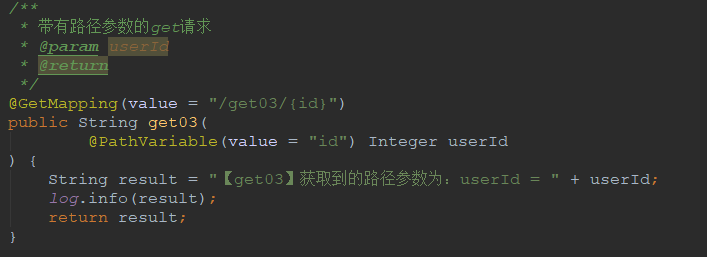 /**
 * 带有路径参数的get请求
 * @param userId
 * @return
 */
@GetMapping(value = "/get03/{id}")
public String get03(
        @PathVariable(value = "id") Integer userId
) {
    String result = "【get03】获取到的路径参数为：userId = " + userId;
    log.info(result);
    return result;
}